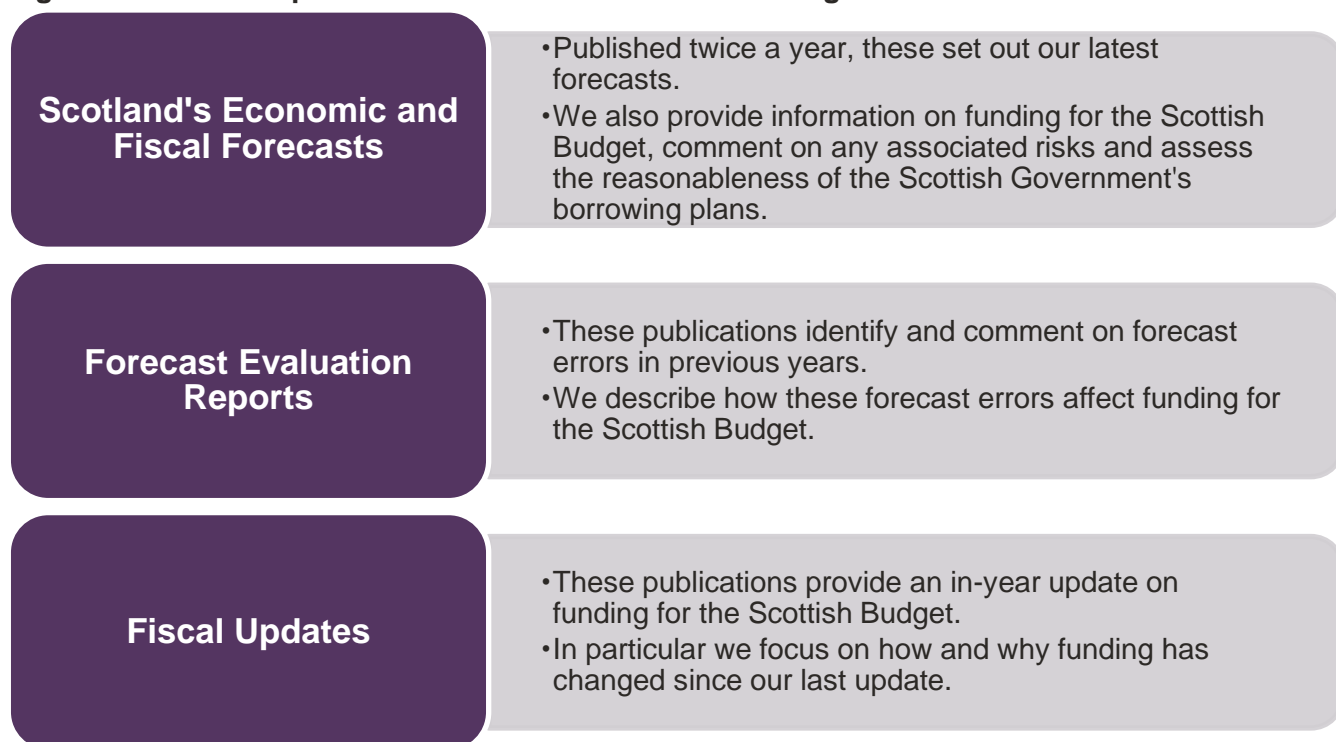 Scotland's Economic and
Fiscal Forecasts
•Published twice a year, these set out our latest
forecasts.
•We also provide information on funding for the Scottish
Budget, comment on any associated risks and assess
the reasonableness of the Scottish Government's
borrowing plans.
Forecast Evaluation
Reports
•These publications identify and comment on forecast
errors in previous years.
•We describe how these forecast errors affect funding for
the Scottish Budget.
Fiscal Updates
•These publications provide an in-year update on
funding for the Scottish Budget.
•In particular we focus on how and why funding has
changed since our last update.